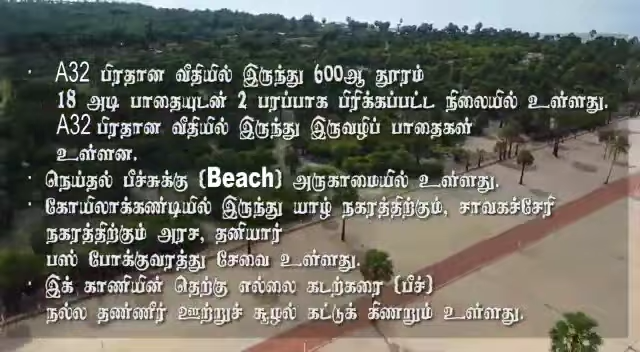 · A32 பிரதான வீதியில் இருந்து 600ஆ தூரம்
18 அடி பாதையுடன் 2 பரப்பாக பிரிக்கப்பட்ட நிலையில் உள்ளது.
A32 பிரதான வீதியில் இருந்து இருவழிப் பாதைகள்
உள்ளன.
· நெய்தல் பீச்சுக்கு (Beach) அருகாமையில் உள்ளது.
· கோயிலாக்கண்டியில் இருந்து யாழ் நகரத்திற்கும், சாவகச்சேரி
நகரத்திற்கும் அரச, தனியார்
பஸ் போக்குவரத்து சேவை உள்ளது.
· இக் காணியின் தெற்கு எல்லை கடற்கரை (பீச்)
நல்ல தண்ணீர் ஊற்றுச் சூழல் கட்டுக் கிணறும் உள்ளது.